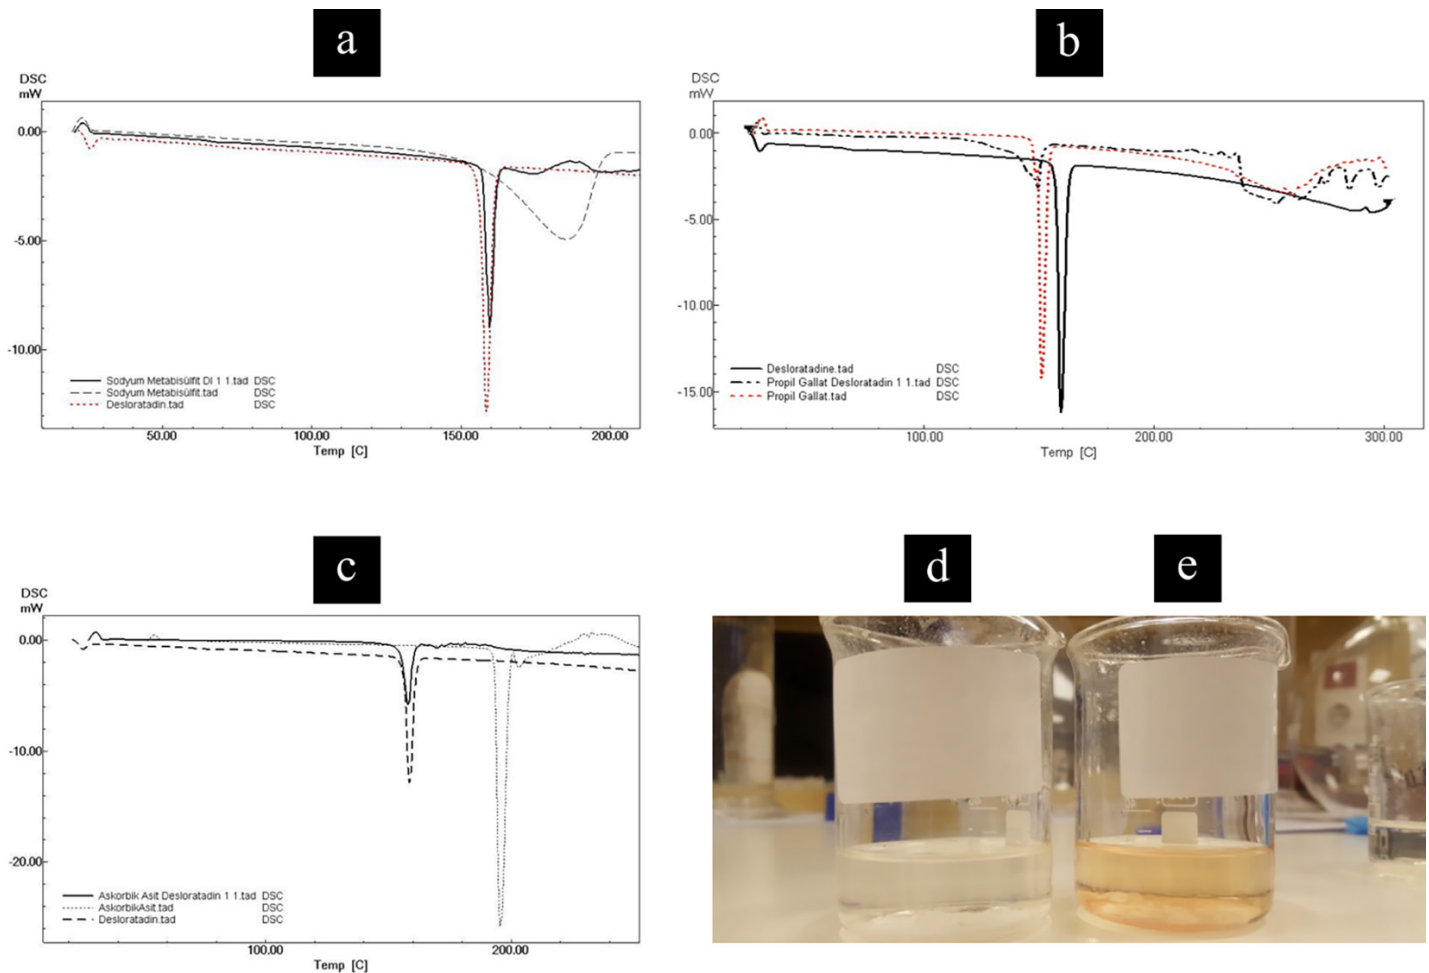 a
DSC
mW
0.00
-5.00
-10.00
Sodyum Metabisülfit Dl 1 1.tad DSC
Sodyum Metabisülfit.tad DSC
Desloratadin.tad DSC
50.00 100.00 150.00 200.00
Temp [C]
b
DSC
mW
0.00
-5.00
-10.00
-15.00
Desloratadine.tad DSC
Propil Gallat Desloratadin 1 1.tad DSC
Propil Gallat.tad DSC
100.00 200.00 300.00
Temp [C]
c
DSC
mW
0.00
-10.00
-20.00
Askorbik Asit Desloratadin 1 1.tad DSC
AskorbikAsit.tad DSC
Desloratadin.tad DSC
100.00 200.00
Temp [C]
d
e